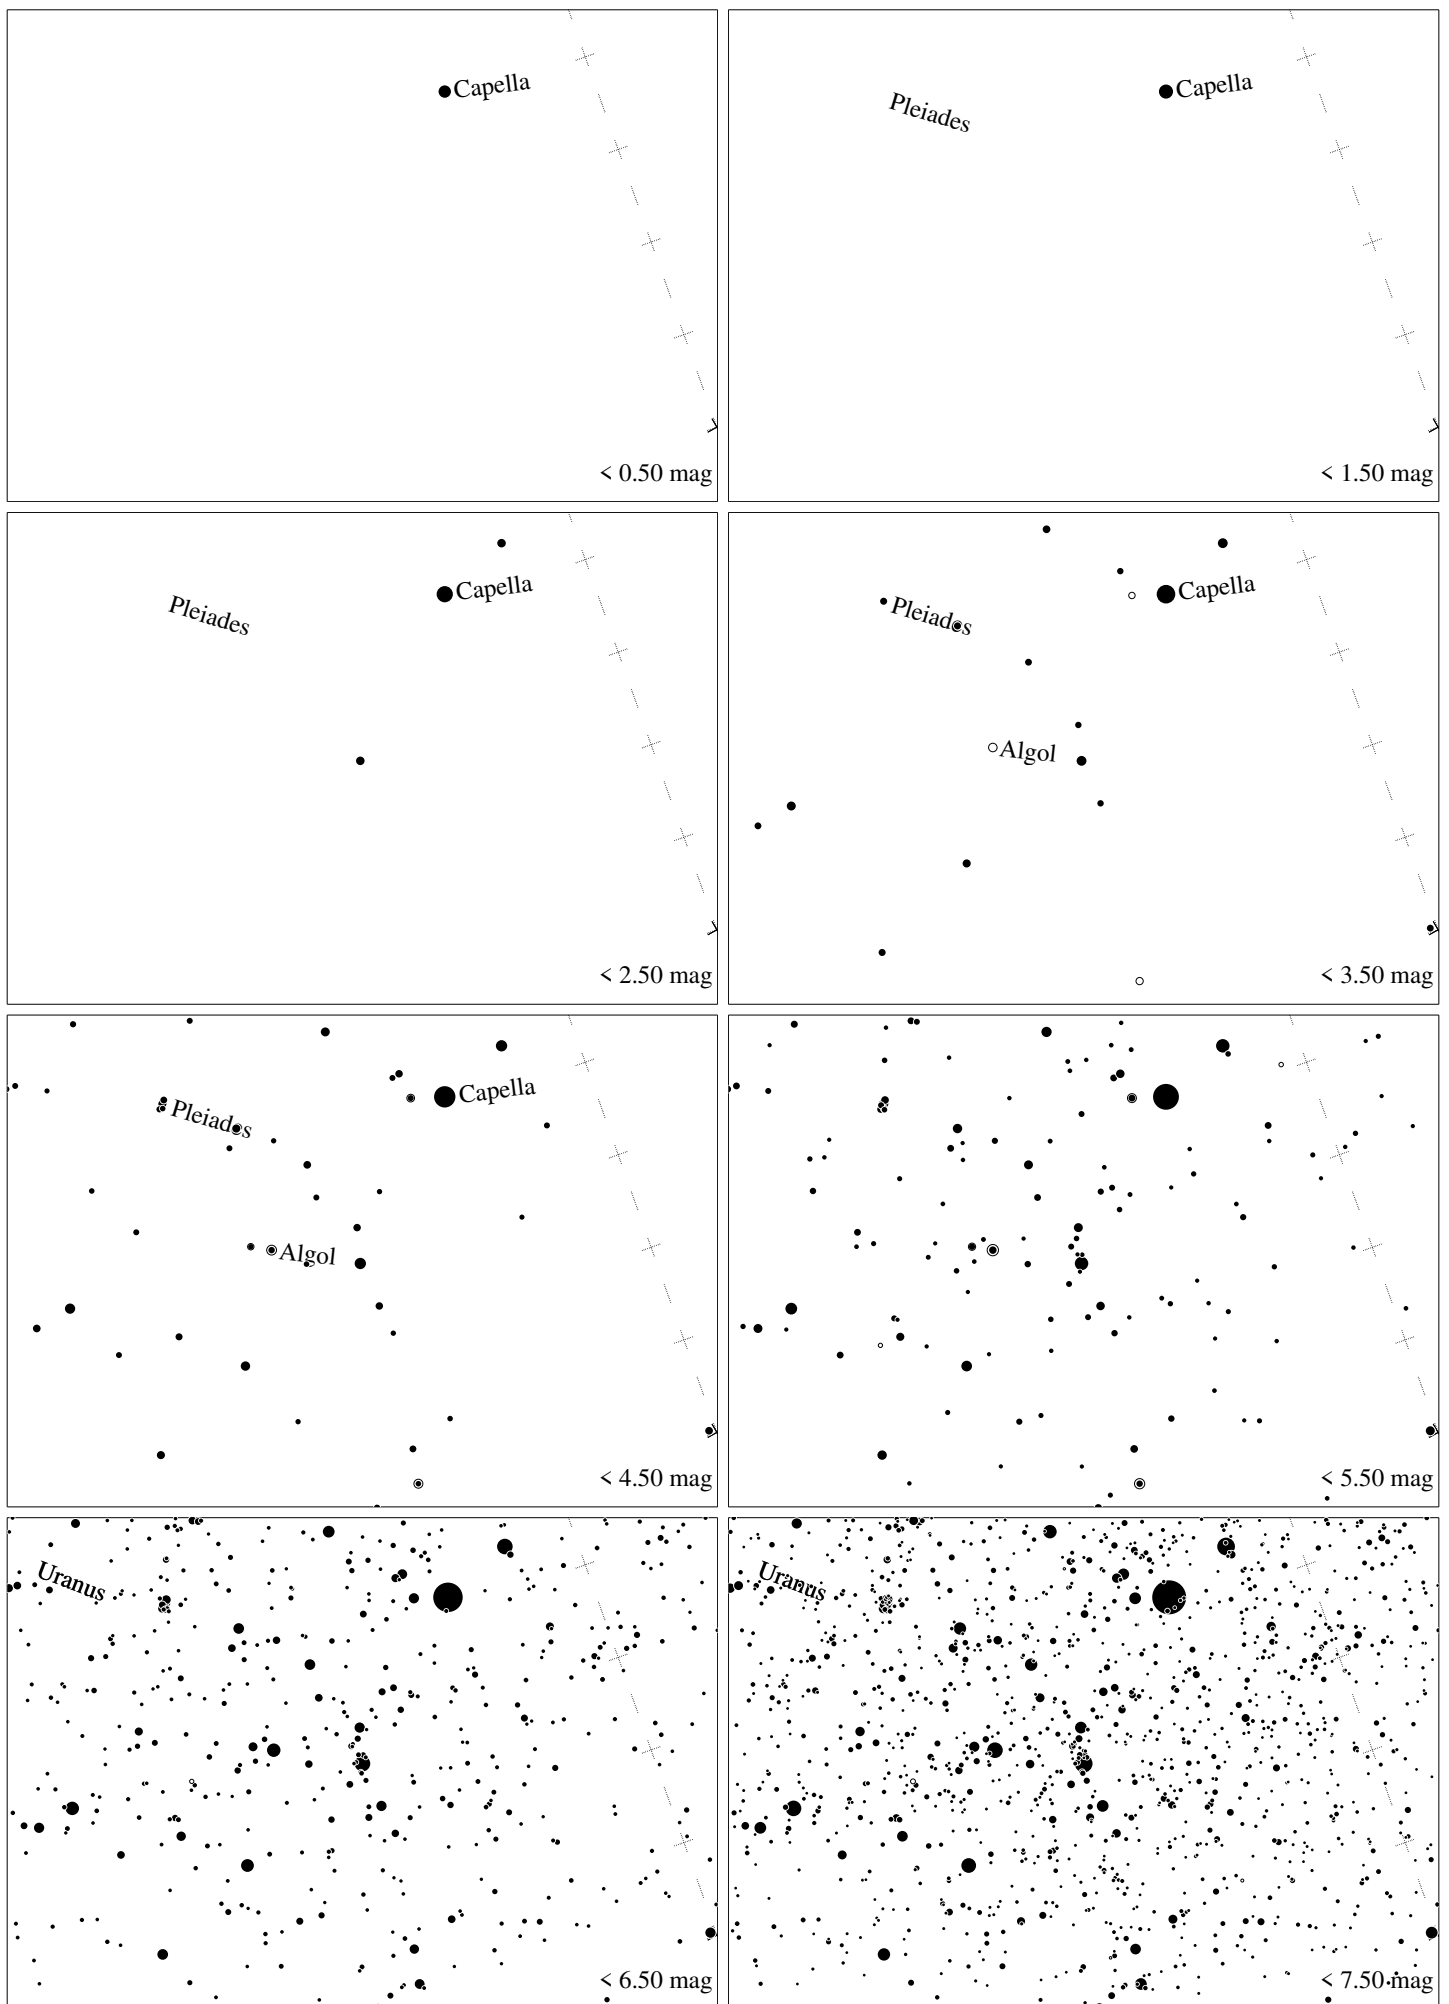 Capella
< 0.50 mag
Pleiades
Capella
< 1.50 mag
Pleiades
Capella
< 2.50 mag
Pleiades
Capella
Algol
< 3.50 mag
Pleiades
Capella
Algol
< 4.50 mag
< 5.50 mag
Uranus
< 6.50 mag
Uranus
< 7.50 mag